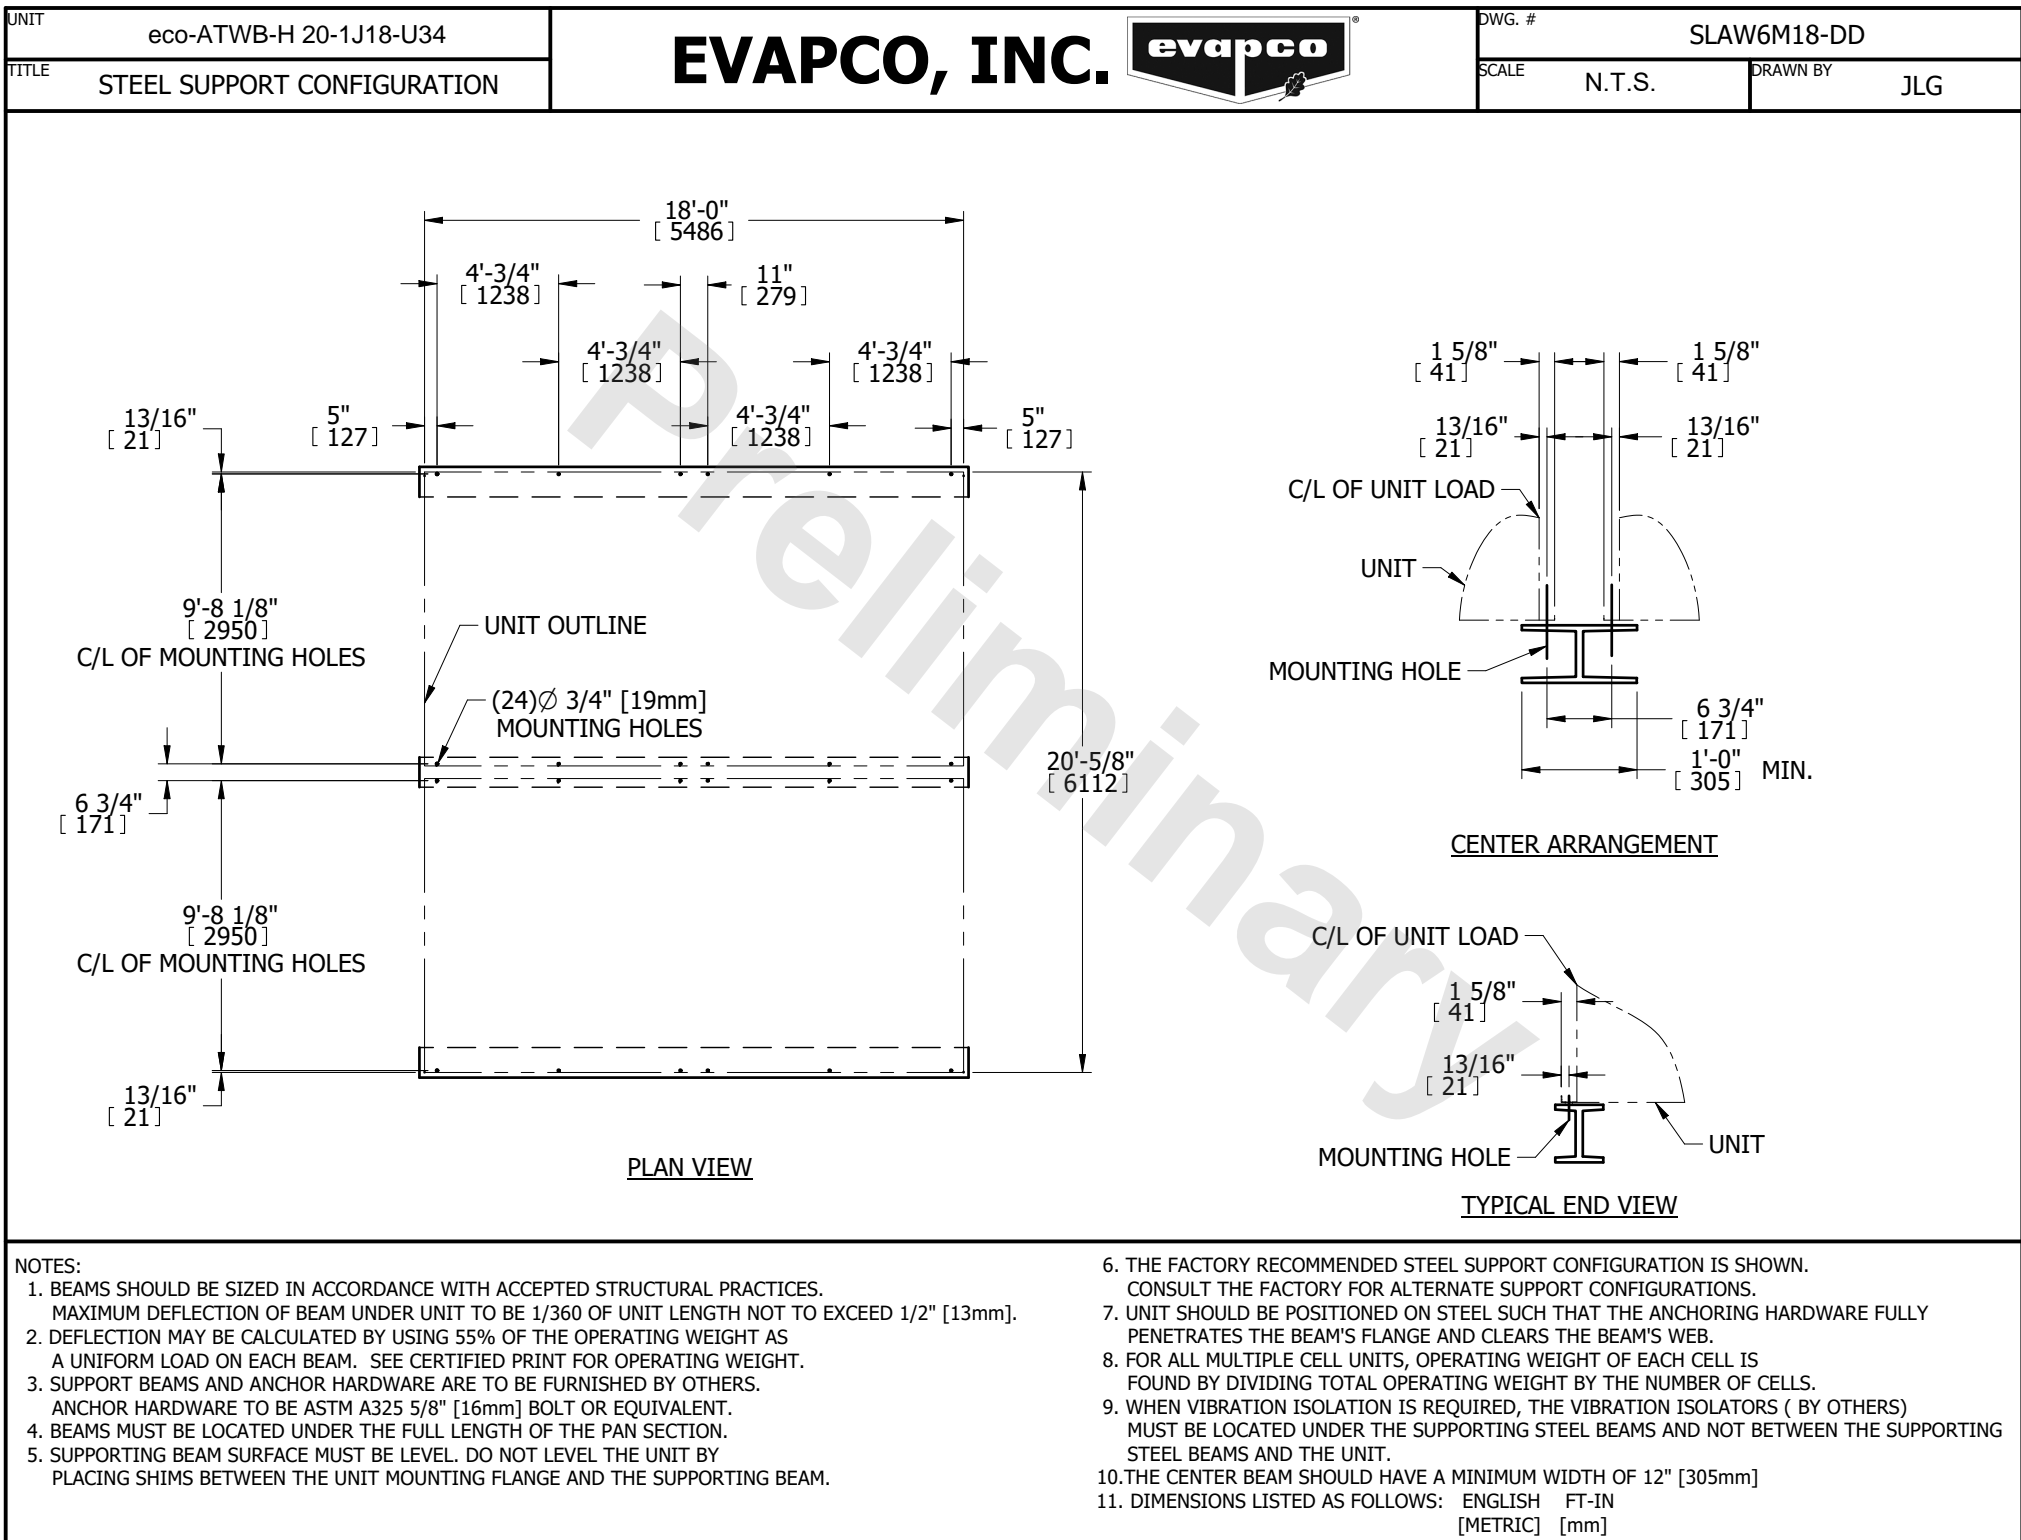 UNIT
eco-ATWB-H 20-1J18-U34
TITLE
STEEL SUPPORT CONFIGURATION
EVAPCO, INC.
evapco®
DWG. #
SLAW6M18-DD
SCALE
N.T.S.
DRAWN BY
JLG
18'-0"
[ 5486 ]
4'-3/4"
[ 1238 ]
11"
[ 279 ]
4'-3/4"
[ 1238 ]
4'-3/4"
[ 1238 ]
13/16"
[ 21 ]
5"
[ 127 ]
4'-3/4"
[ 1238 ]
5"
[ 127 ]
9'-8 1/8"
[ 2950 ]
C/L OF MOUNTING HOLES
UNIT OUTLINE
(24)∅ 3/4" [19mm]
MOUNTING HOLES
6 3/4"
[ 171 ]
20'-5/8"
[ 6112 ]
9'-8 1/8"
[ 2950 ]
C/L OF MOUNTING HOLES
13/16"
[ 21 ]
PLAN VIEW
1 5/8"
[ 41 ]
1 5/8"
[ 41 ]
13/16"
[ 21 ]
13/16"
[ 21 ]
C/L OF UNIT LOAD
UNIT
MOUNTING HOLE
6 3/4"
[ 171 ]
1'-0"
[ 305 ]
MIN.
CENTER ARRANGEMENT
C/L OF UNIT LOAD
1 5/8"
[ 41 ]
13/16"
[ 21 ]
MOUNTING HOLE
UNIT
TYPICAL END VIEW
Preliminary
NOTES:
1. BEAMS SHOULD BE SIZED IN ACCORDANCE WITH ACCEPTED STRUCTURAL PRACTICES.
MAXIMUM DEFLECTION OF BEAM UNDER UNIT TO BE 1/360 OF UNIT LENGTH NOT TO EXCEED 1/2" [13mm].
2. DEFLECTION MAY BE CALCULATED BY USING 55% OF THE OPERATING WEIGHT AS
A UNIFORM LOAD ON EACH BEAM. SEE CERTIFIED PRINT FOR OPERATING WEIGHT.
3. SUPPORT BEAMS AND ANCHOR HARDWARE ARE TO BE FURNISHED BY OTHERS.
ANCHOR HARDWARE TO BE ASTM A325 5/8" [16mm] BOLT OR EQUIVALENT.
4. BEAMS MUST BE LOCATED UNDER THE FULL LENGTH OF THE PAN SECTION.
5. SUPPORTING BEAM SURFACE MUST BE LEVEL. DO NOT LEVEL THE UNIT BY
PLACING SHIMS BETWEEN THE UNIT MOUNTING FLANGE AND THE SUPPORTING BEAM.
6. THE FACTORY RECOMMENDED STEEL SUPPORT CONFIGURATION IS SHOWN.
CONSULT THE FACTORY FOR ALTERNATE SUPPORT CONFIGURATIONS.
7. UNIT SHOULD BE POSITIONED ON STEEL SUCH THAT THE ANCHORING HARDWARE FULLY
PENETRATES THE BEAM'S FLANGE AND CLEARS THE BEAM'S WEB.
8. FOR ALL MULTIPLE CELL UNITS, OPERATING WEIGHT OF EACH CELL IS
FOUND BY DIVIDING TOTAL OPERATING WEIGHT BY THE NUMBER OF CELLS.
9. WHEN VIBRATION ISOLATION IS REQUIRED, THE VIBRATION ISOLATORS ( BY OTHERS)
MUST BE LOCATED UNDER THE SUPPORTING STEEL BEAMS AND NOT BETWEEN THE SUPPORTING
STEEL BEAMS AND THE UNIT.
10.THE CENTER BEAM SHOULD HAVE A MINIMUM WIDTH OF 12" [305mm]
11. DIMENSIONS LISTED AS FOLLOWS: ENGLISH FT-IN
[METRIC] [mm]